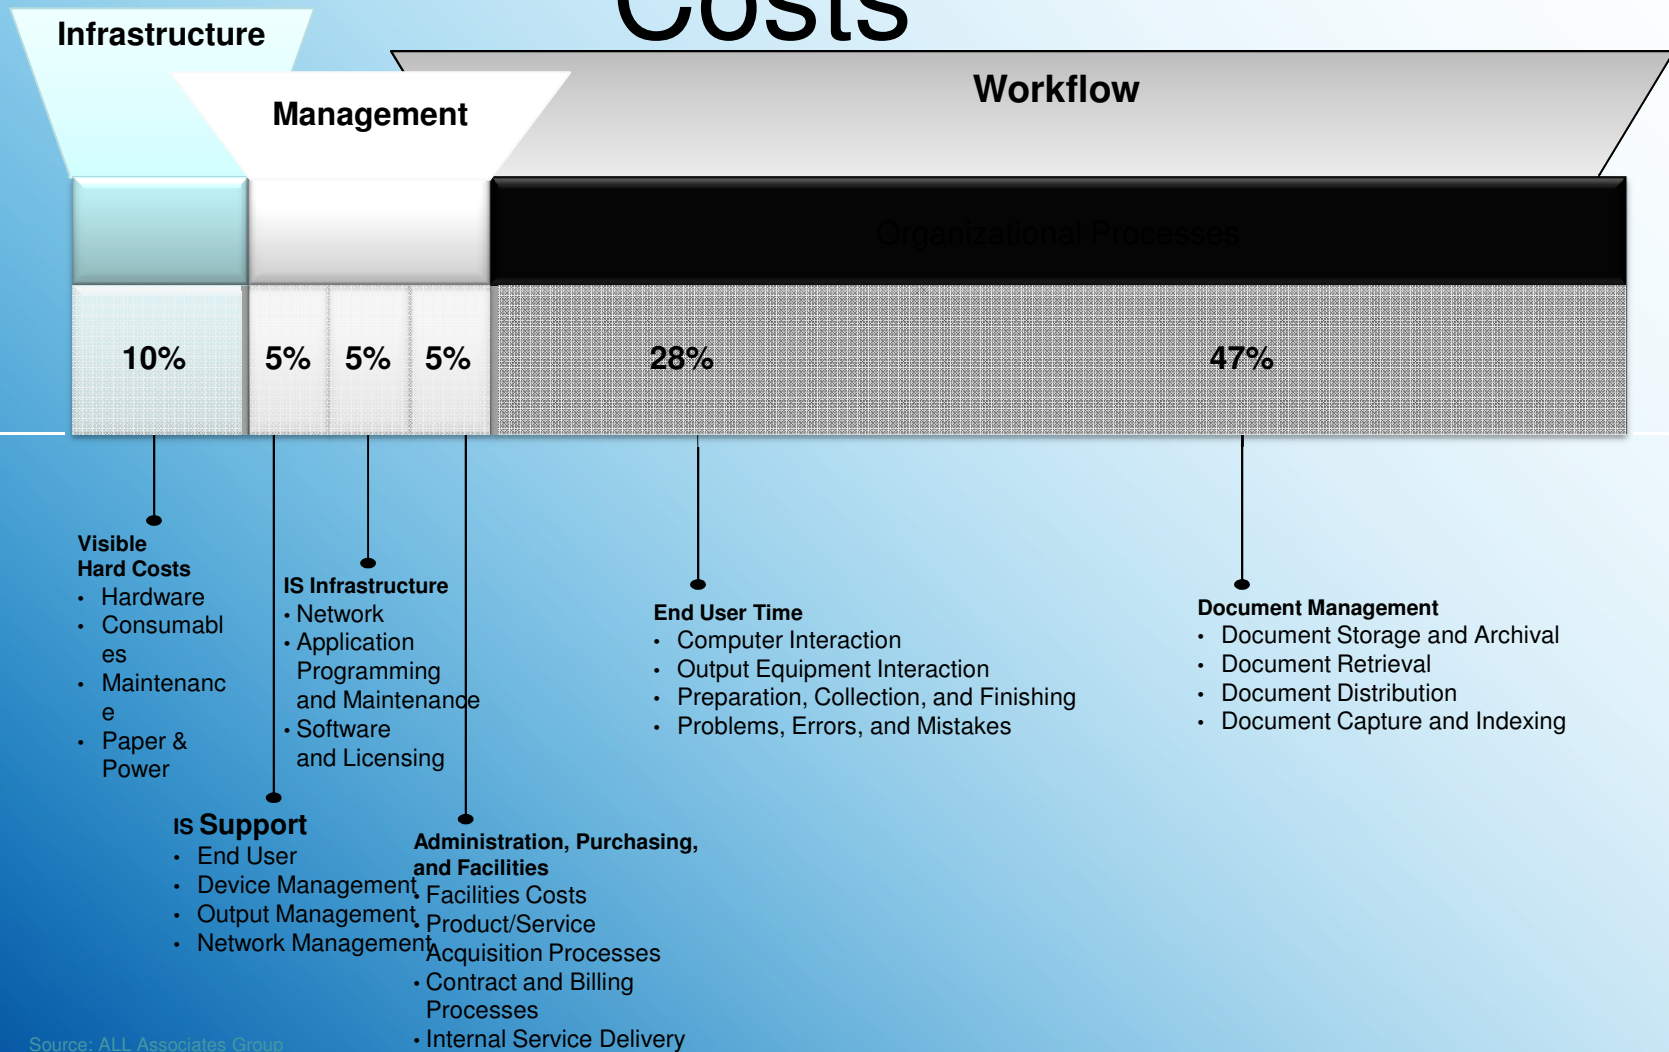 Costs
Infrastructure
Management
Workflow
Organizational Processes
10%
5%
5%
5%
28%
47%
Visible
Hard Costs
• Hardware
• Consumabl
es
• Maintenanc
e
• Paper &
Power
IS Infrastructure
• Network
• Application
Programming
and Maintenance
• Software
and Licensing
End User Time
• Computer Interaction
• Output Equipment Interaction
• Preparation, Collection, and Finishing
• Problems, Errors, and Mistakes
Document Management
• Document Storage and Archival
• Document Retrieval
• Document Distribution
• Document Capture and Indexing
IS Support
• End User
• Device Management
• Output Management
• Network Management
Administration, Purchasing,
and Facilities
• Facilities Costs
• Product/Service
Acquisition Processes
• Contract and Billing
Processes
• Internal Service Delivery
Source: ALL Associates Group